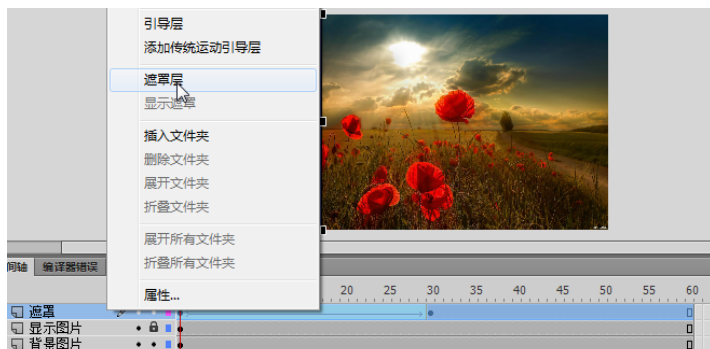 引导层
添加传统运动引导层
遮罩层
显示遮罩
插入文件夹
删除文件夹
展开文件夹
折叠文件夹
展开所有文件夹
折叠所有文件夹
属性...
间轴 编译器错误
20 25 30 35 40 45 50 55 60
遮罩
显示图片
背景图片